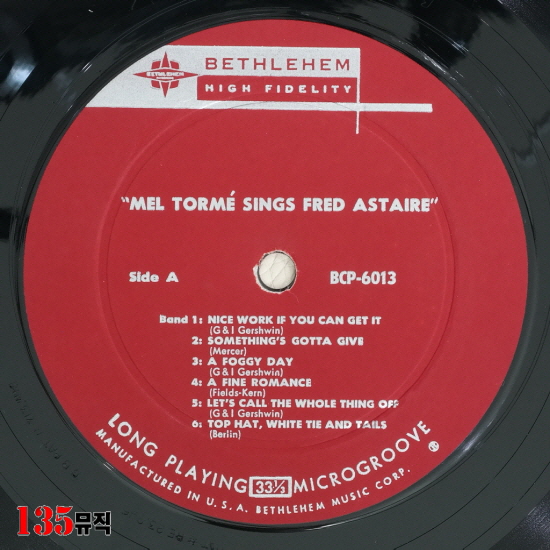 BETHLEHEM
BETHLEHEM
HIGH FIDELITY
"MEL TORMÉ SINGS FRED ASTAIRE"
Side A
BCP-6013
Band 1: NICE WORK IF YOU CAN GET IT
(G & I Gershwin)
2: SOMETHING'S GOTTA GIVE
(Mercer)
3: A FOGGY DAY
(G & I Gershwin)
4: A FINE ROMANCE
(Fields-Kern)
5: LET'S CALL THE WHOLE THING OFF
(G & I Gershwin)
6: TOP HAT, WHITE TIE AND TAILS
(Berlin)
LONG PLAYING 33⅓ MICROGROOVE
MANUFACTURED IN U.S.A. BETHLEHEM MUSIC CORP.
135뮤직